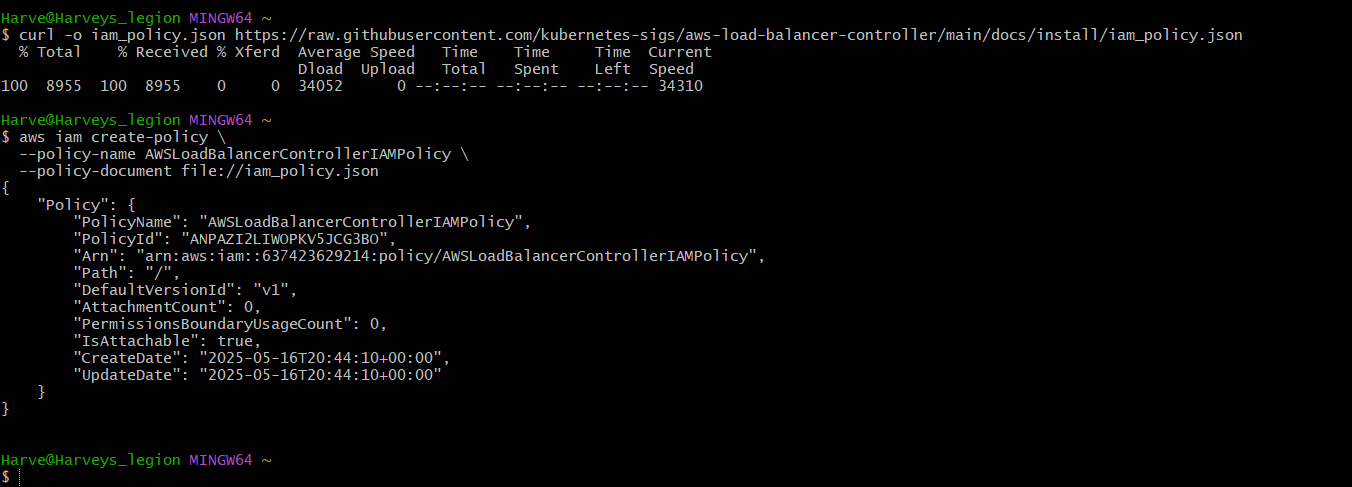 Harve@Harveys_legion MINGW64 ~
$ curl -o iam_policy.json https://raw.githubusercontent.com/kubernetes-sigs/aws-load-balancer-controller/main/docs/install/iam_policy.json
  % Total    % Received % Xferd  Average Speed   Time    Time     Time  Current
                                 Dload  Upload   Total   Spent    Left  Speed
100  8955  100  8955    0     0  34052      0 --:--:-- --:--:-- --:--:-- 34310
Harve@Harveys_legion MINGW64 ~
$ aws iam create-policy \
  --policy-name AWSLoadBalancerControllerIAMPolicy \
  --policy-document file://iam_policy.json
{
    "Policy": {
        "PolicyName": "AWSLoadBalancerControllerIAMPolicy",
        "PolicyId": "ANPAZI2LIWOPKV5JCG3BO",
        "Arn": "arn:aws:iam::637423629214:policy/AWSLoadBalancerControllerIAMPolicy",
        "Path": "/",
        "DefaultVersionId": "v1",
        "AttachmentCount": 0,
        "PermissionsBoundaryUsageCount": 0,
        "IsAttachable": true,
        "CreateDate": "2025-05-16T20:44:10+00:00",
        "UpdateDate": "2025-05-16T20:44:10+00:00"
    }
}
Harve@Harveys_legion MINGW64 ~
$